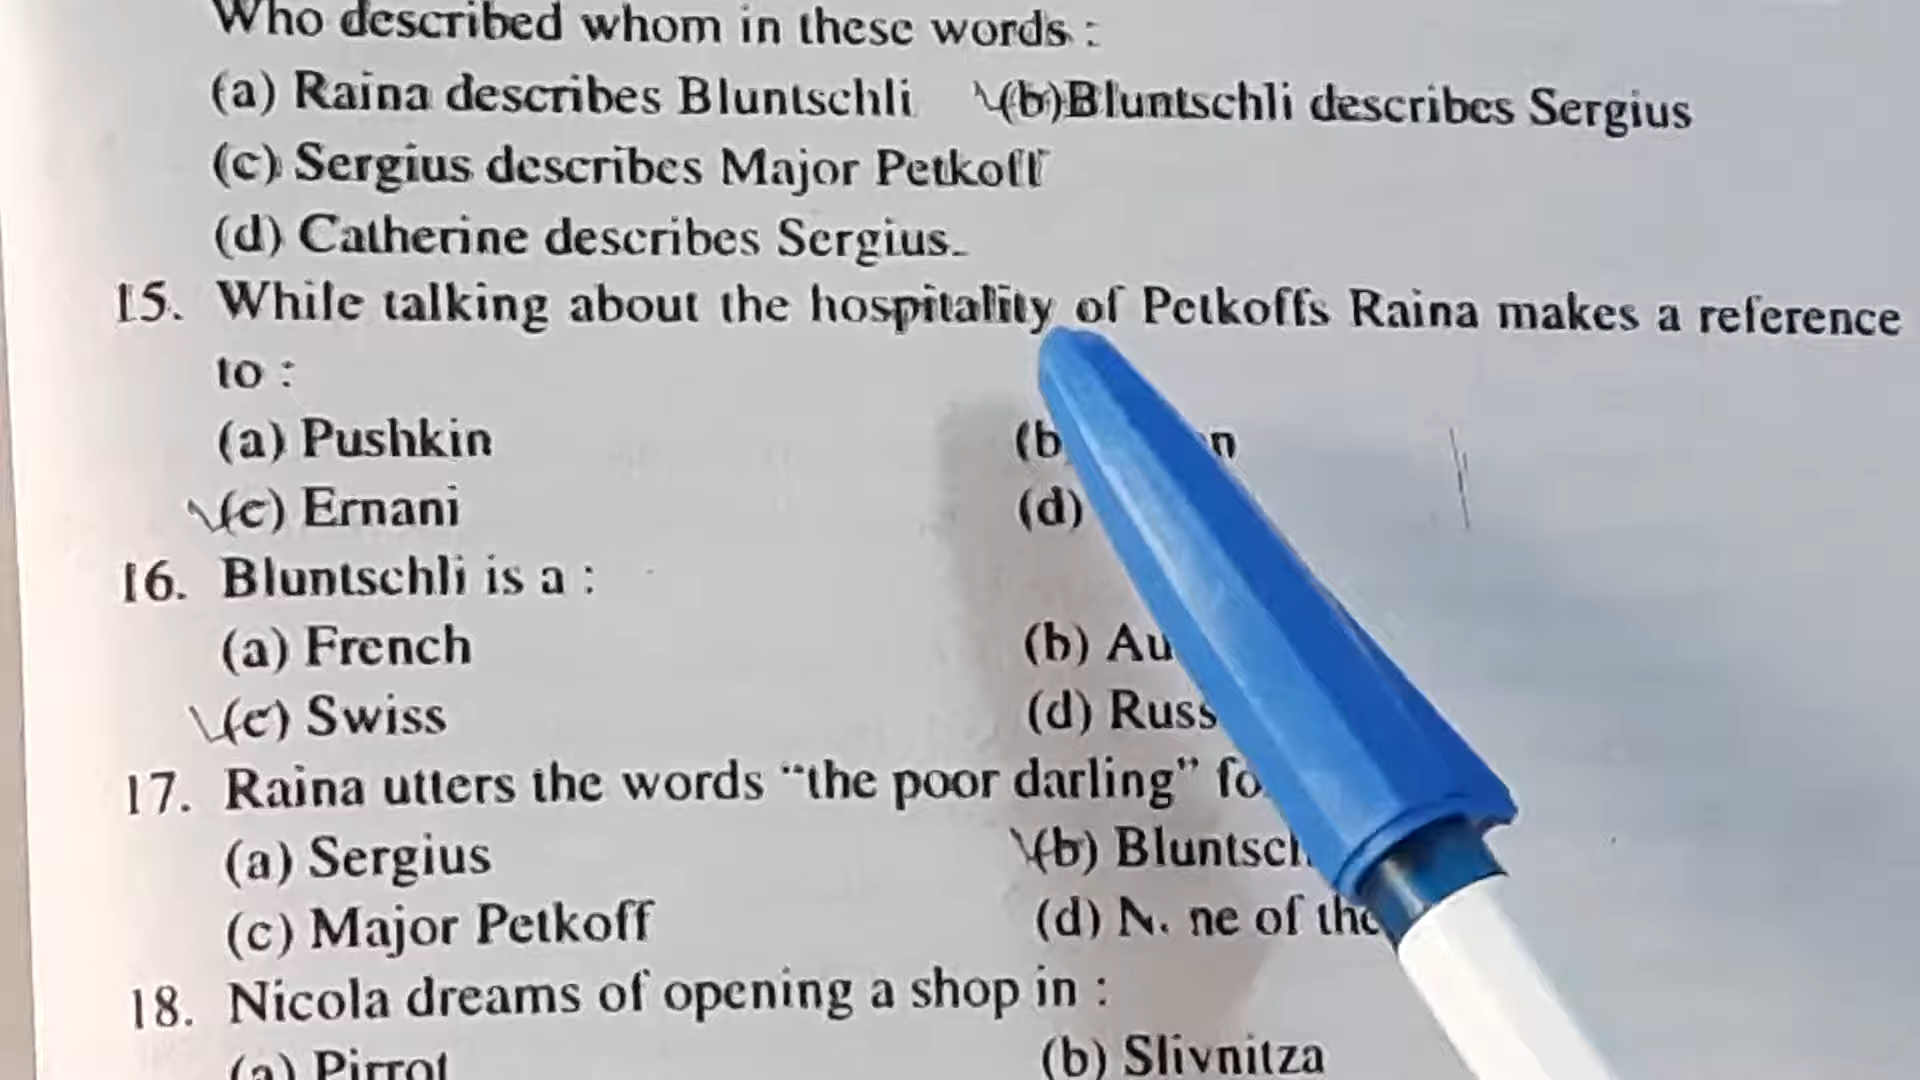 Who described whom in these words :
(a) Raina describes Bluntschli (b) Bluntschli describes Sergius
(c) Sergius describes Major Petkoff
(d) Catherine describes Sergius.
15. While talking about the hospitality of Petkoffs Raina makes a reference
to :
(a) Pushkin (b
(c) Ernani (d)
16. Bluntschli is a :
(a) French (b) Au
(c) Swiss (d) Russ
17. Raina utters the words "the poor darling" fo
(a) Sergius (b) Bluntsch
(c) Major Petkoff (d) N. ne of the
18. Nicola dreams of opening a shop in :
(a) Pirrot (b) Slivnitza